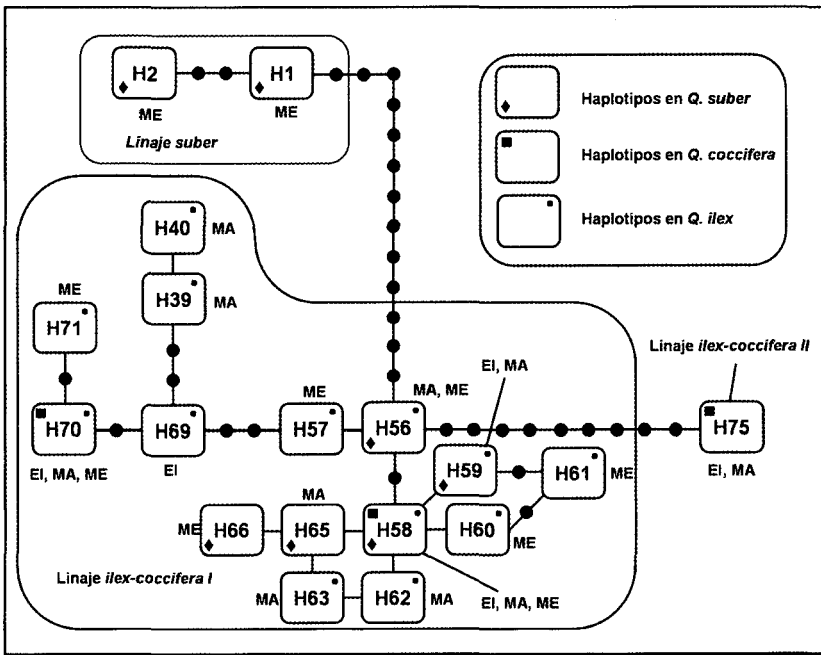 H2
H1
ME
ME
Linaje suber
Haplotipos en Q. suber
Haplotipos en Q. coccifera
Haplotipos en Q. ilex
H40
MA
H39
MA
ME
H71
H70
EI, MA, ME
H69
EI
ME
H57
MA, ME
H56
EI, MA
H59
H61
ME
Linaje ilex-coccifera II
H75
EI, MA
ME
H66
MA
H65
H58
H60
ME
MA
H63
H62
MA
EI, MA, ME
Linaje ilex-coccifera I